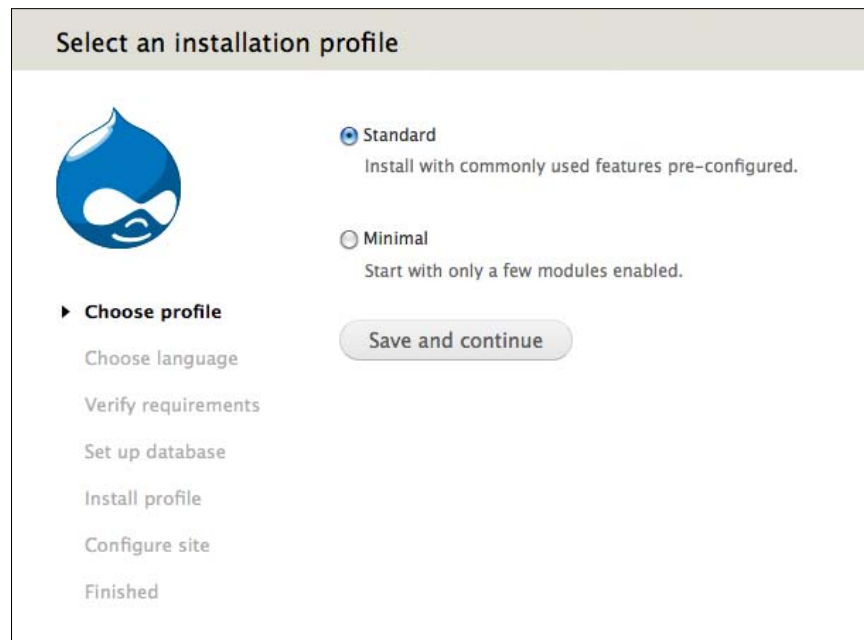 Select an installation profile
Standard
Install with commonly used features pre-configured.
Minimal
Start with only a few modules enabled.
Save and continue
Choose profile
Choose language
Verify requirements
Set up database
Install profile
Configure site
Finished